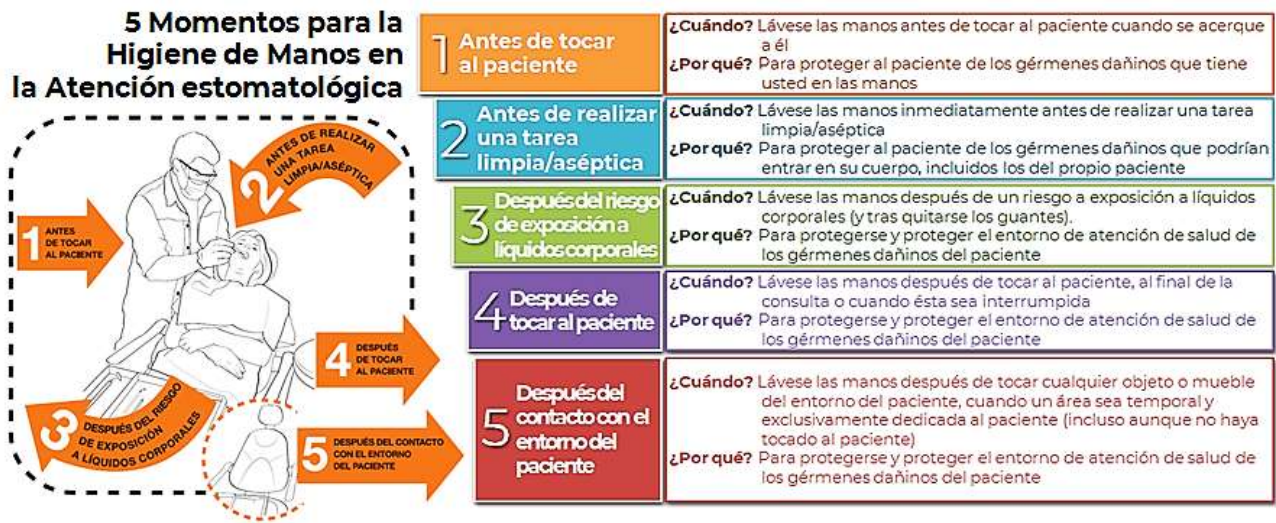 5 Momentos para la
Higiene de Manos en
la Atención estomatológica
1 ANTES
DE TOCAR
AL PACIENTE
2 ANTES DE REALIZAR
UNA TAREA
LIMPIA/ASÉPTICA
3 DESPUÉS DEL RIESGO
DE EXPOSICIÓN
A LÍQUIDOS CORPORALES
4 DESPUÉS
DE TOCAR
AL PACIENTE
5 DESPUÉS DEL CONTACTO
CON EL ENTORNO
DEL PACIENTE
1 Antes de tocar
al paciente
¿Cuándo? Lávese las manos antes de tocar al paciente cuando se acerque
a él
¿Por qué? Para proteger al paciente de los gérmenes dañinos que tiene
usted en las manos
2 Antes de realizar
una tarea
limpia/aséptica
¿Cuándo? Lávese las manos inmediatamente antes de realizar una tarea
limpia/aséptica
¿Por qué? Para proteger al paciente de los gérmenes dañinos que podrían
entrar en su cuerpo, incluidos los del propio paciente
3 Después del riesgo
de exposición a
líquidos corporales
¿Cuándo? Lávese las manos después de un riesgo a exposición a líquidos
corporales (y tras quitarse los guantes).
¿Por qué? Para protegerse y proteger el entorno de atención de salud de
los gérmenes dañinos del paciente
4 Después de
tocar al paciente
¿Cuándo? Lávese las manos después de tocar al paciente, al final de la
consulta o cuando ésta sea interrumpida
¿Por qué? Para protegerse y proteger el entorno de atención de salud de
los gérmenes dañinos del paciente
5 Después del
contacto con el
entorno del
paciente
¿Cuándo? Lávese las manos después de tocar cualquier objeto o mueble
del entorno del paciente, cuando un área sea temporal y
exclusivamente dedicada al paciente (incluso aunque no haya
tocado al paciente)
¿Por qué? Para protegerse y proteger el entorno de atención de salud de
los gérmenes dañinos del paciente